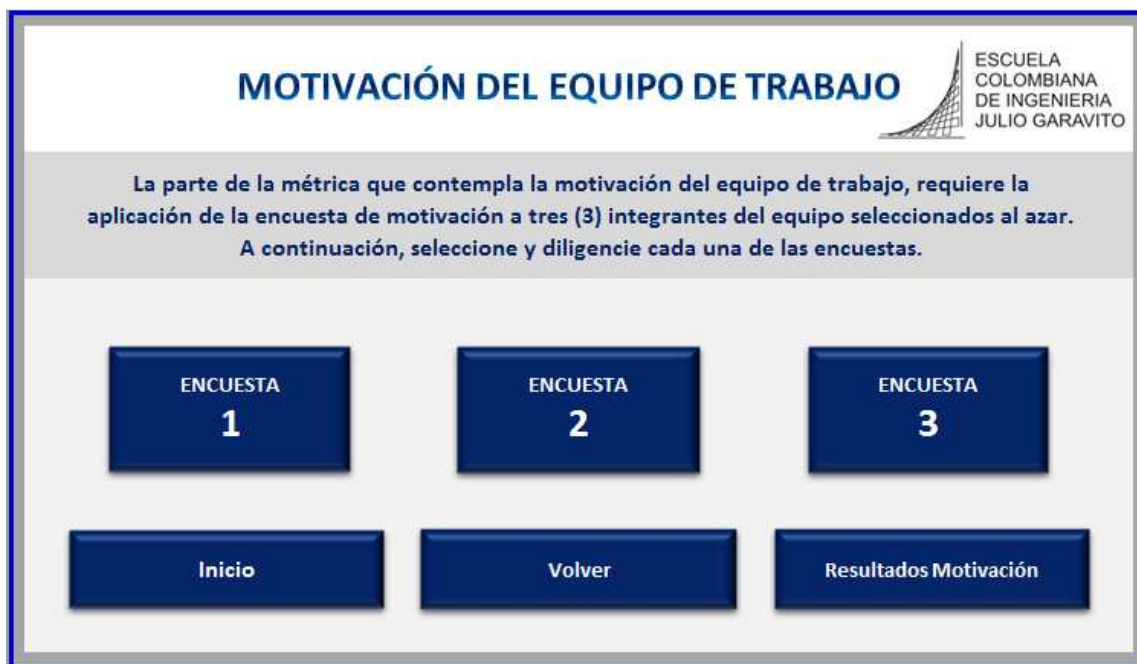 MOTIVACIÓN DEL EQUIPO DE TRABAJO
ESCUELA
COLOMBIANA
DE INGENIERIA
JULIO GARAVITO
La parte de la métrica que contempla la motivación del equipo de trabajo, requiere la
aplicación de la encuesta de motivación a tres (3) integrantes del equipo seleccionados al azar.
A continuación, seleccione y diligencie cada una de las encuestas.
ENCUESTA
1
ENCUESTA
2
ENCUESTA
3
Inicio
Volver
Resultados Motivación